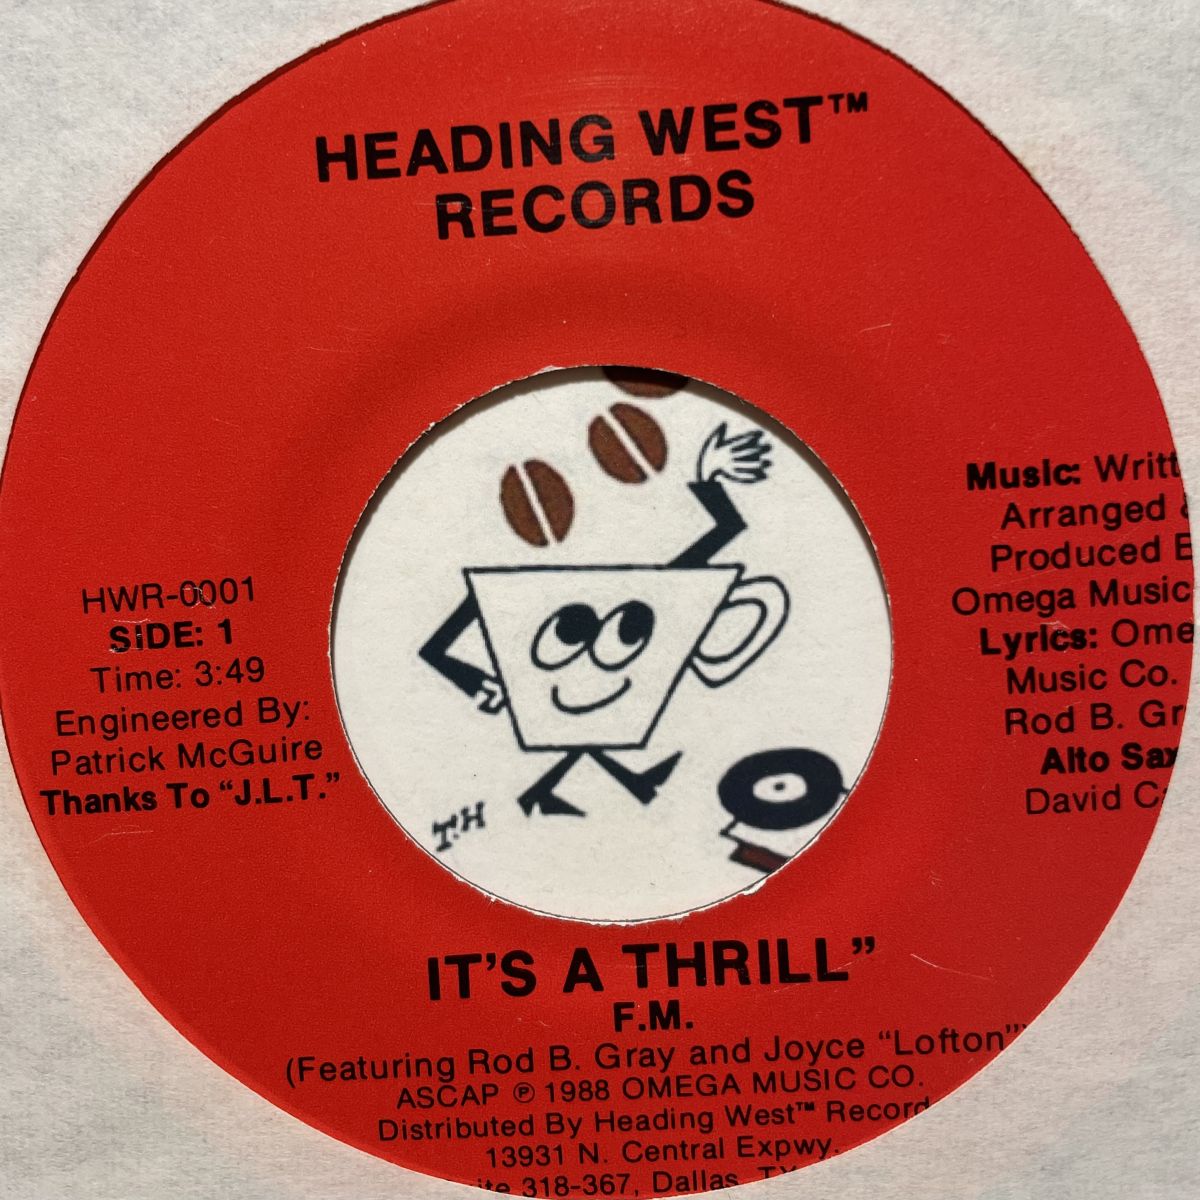 HEADING WEST™
RECORDS
HWR-0001
SIDE: 1
Time: 3:49
Engineered By:
Patrick McGuire
Thanks To "J.L.T."
Music: Writt
Arranged
Produced B
Omega Music
Lyrics: Ome
Music Co.
Rod B. Gr
Alto Sax
David C
T.H
IT'S A THRILL"
F.M.
(Featuring Rod B. Gray and Joyce "Lofton")
ASCAP ℗ 1988 OMEGA MUSIC CO.
Distributed By Heading West™ Record
13931 N. Central Expwy.
ite 318-367, Dallas, TX